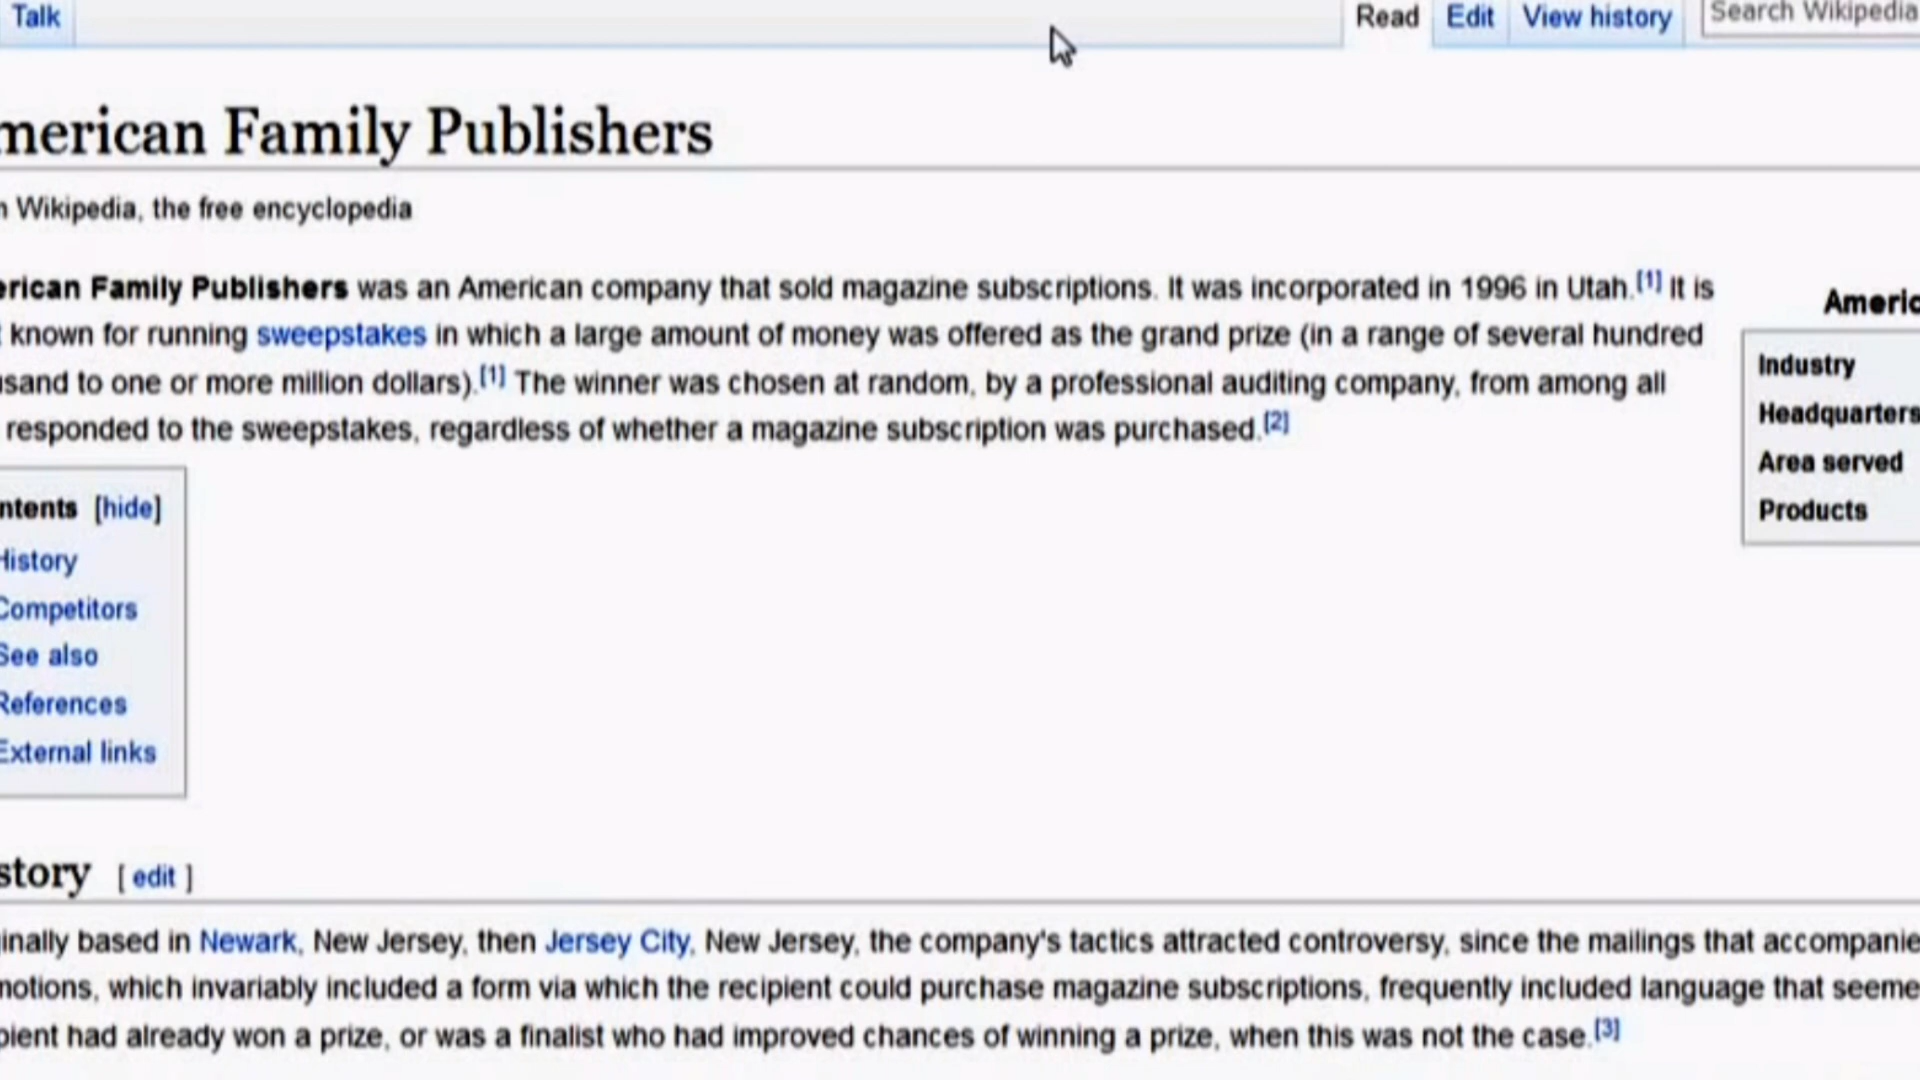 Talk
Read Edit View history Search Wikipedia
merican Family Publishers
Wikipedia, the free encyclopedia
erican Family Publishers was an American company that sold magazine subscriptions. It was incorporated in 1996 in Utah.[1] It is
known for running sweepstakes in which a large amount of money was offered as the grand prize (in a range of several hundred
usand to one or more million dollars).[1] The winner was chosen at random, by a professional auditing company, from among all
responded to the sweepstakes, regardless of whether a magazine subscription was purchased.[2]
Americ
Industry
Headquarters
Area served
Products
ntents [hide]
History
Competitors
See also
References
External links
story [ edit ]
inally based in Newark, New Jersey, then Jersey City, New Jersey, the company's tactics attracted controversy, since the mailings that accompanie
motions, which invariably included a form via which the recipient could purchase magazine subscriptions, frequently included language that seeme
pient had already won a prize, or was a finalist who had improved chances of winning a prize, when this was not the case.[3]